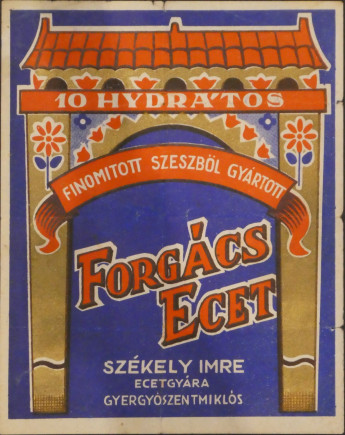 10 HYDRÁTOS
FINOMITOTT SZESZBŐL GYÁRTOTT
FORGÁCS
ECET
SZÉKELY IMRE
ECETGYÁRA
GYERGYÓSZENTMIKLÓS